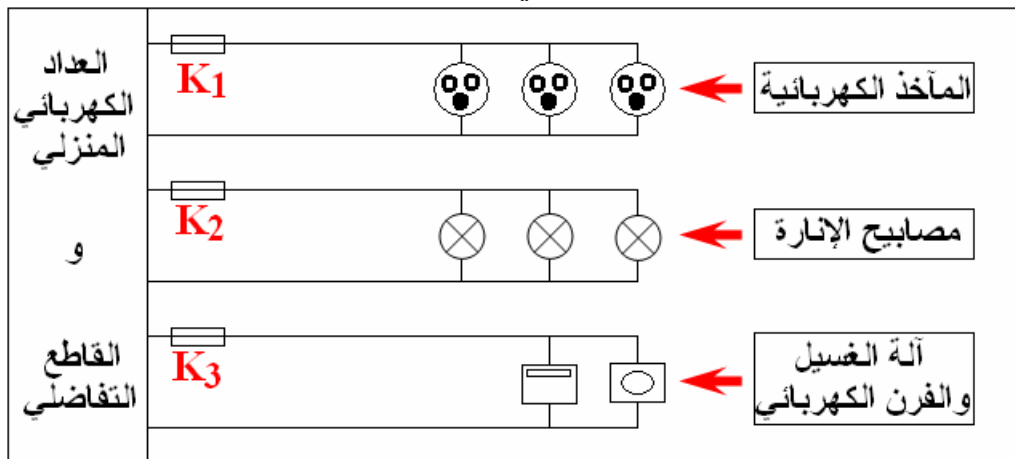 العداد
الكهربائي
المنزلي
و
القاطع
التفاضلي
K1
المآخذ الكهربائية
K2
مصابيح الإنارة
K3
آلة الغسيل
والفرن الكهربائي